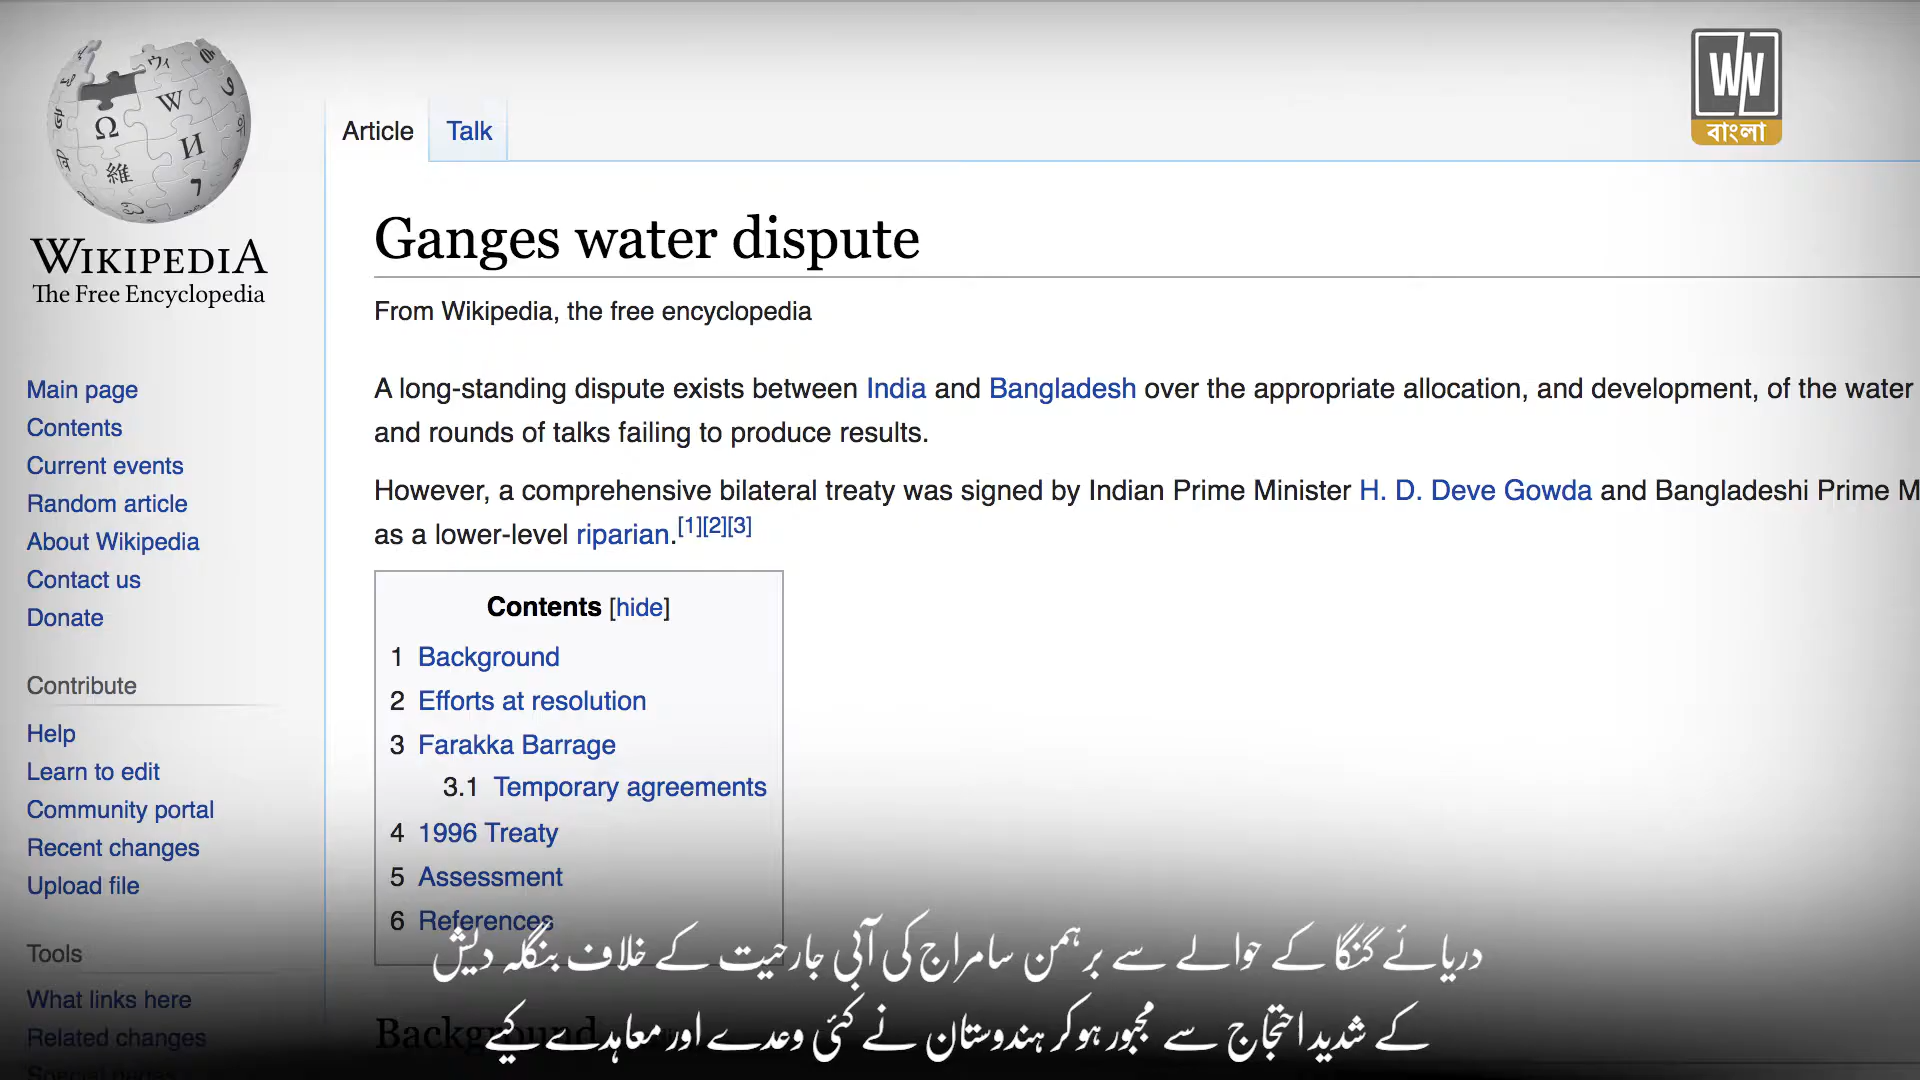 WN
বাংলা
WIKIPEDIA
The Free Encyclopedia
Article
Talk
Ganges water dispute
From Wikipedia, the free encyclopedia
A long-standing dispute exists between India and Bangladesh over the appropriate allocation, and development, of the water
and rounds of talks failing to produce results.
However, a comprehensive bilateral treaty was signed by Indian Prime Minister H. D. Deve Gowda and Bangladeshi Prime M
as a lower-level riparian.[1][2][3]
Contents [hide]
1 Background
2 Efforts at resolution
3 Farakka Barrage
3.1 Temporary agreements
4 1996 Treaty
5 Assessment
6 References
Background
Main page
Contents
Current events
Random article
About Wikipedia
Contact us
Donate
Contribute
Help
Learn to edit
Community portal
Recent changes
Upload file
Tools
What links here
Related changes
Special pages
دریائے گنگا کے حوالے سے برہمن سامراج کی آبی جارحیت کے خلاف بنگلہ دیش
کے شدید احتجاج سے مجبور ہو کر ہندوستان نے کئی وعدے اور معاہدے کیے